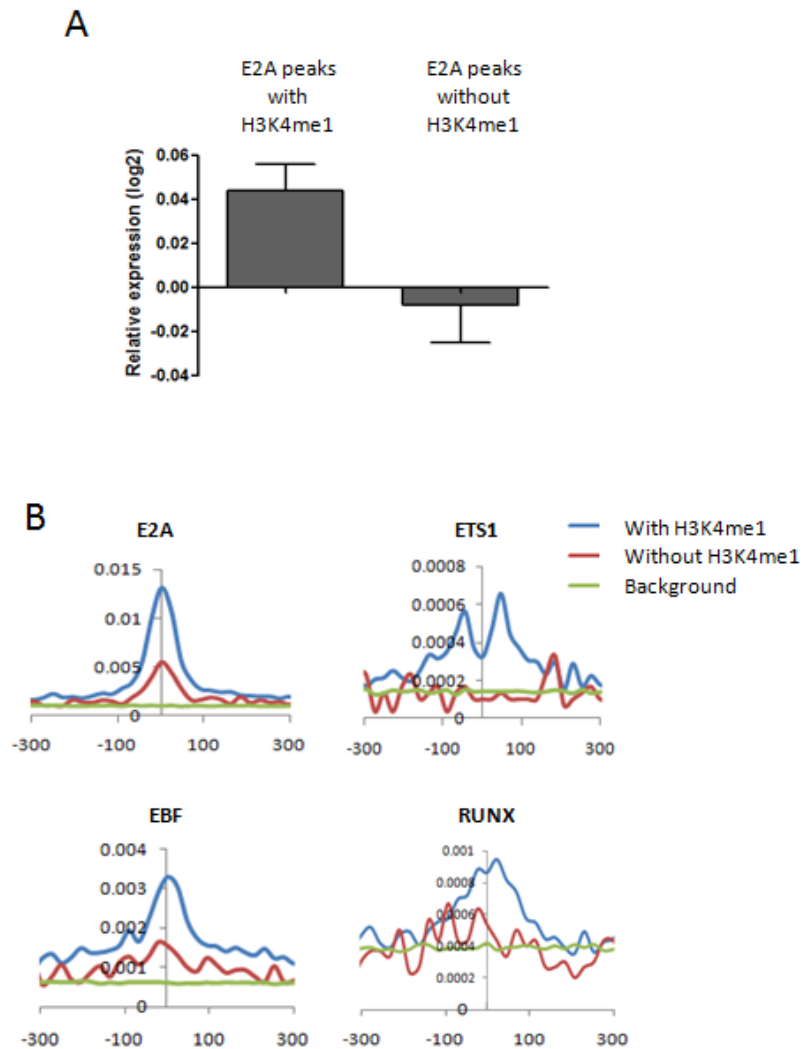 A
E2A peaks
with
H3K4me1
E2A peaks
without
H3K4me1
Relative expression (log2)
0.06
0.04
0.02
0.00
-0.02
-0.04
B
E2A
0.015
0.01
0.005
0
-300 -100 100 300
ETS1
0.0008
0.0006
0.0004
0.0002
0
-300 -100 100 300
With H3K4me1
Without H3K4me1
Background
EBF
0.004
0.003
0.002
0.001
0
-300 -100 100 300
RUNX
0.001
0.0008
0.0006
0.0004
0.0002
0
-300 -100 100 300